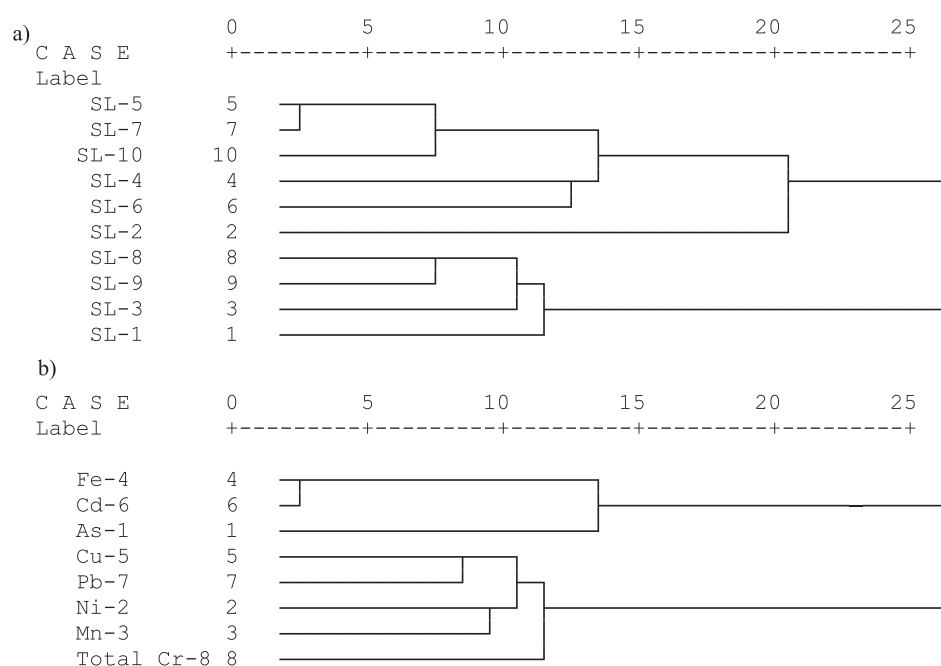 a)
0 5 10 15 20 25
C A S E +---------+---------+---------+---------+---------+
Label
SL-5 5
SL-7 7
SL-10 10
SL-4 4
SL-6 6
SL-2 2
SL-8 8
SL-9 9
SL-3 3
SL-1 1
b)
C A S E 0 5 10 15 20 25
Label +---------+---------+---------+---------+---------+
Fe-4 4
Cd-6 6
As-1 1
Cu-5 5
Pb-7 7
Ni-2 2
Mn-3 3
Total Cr-8 8